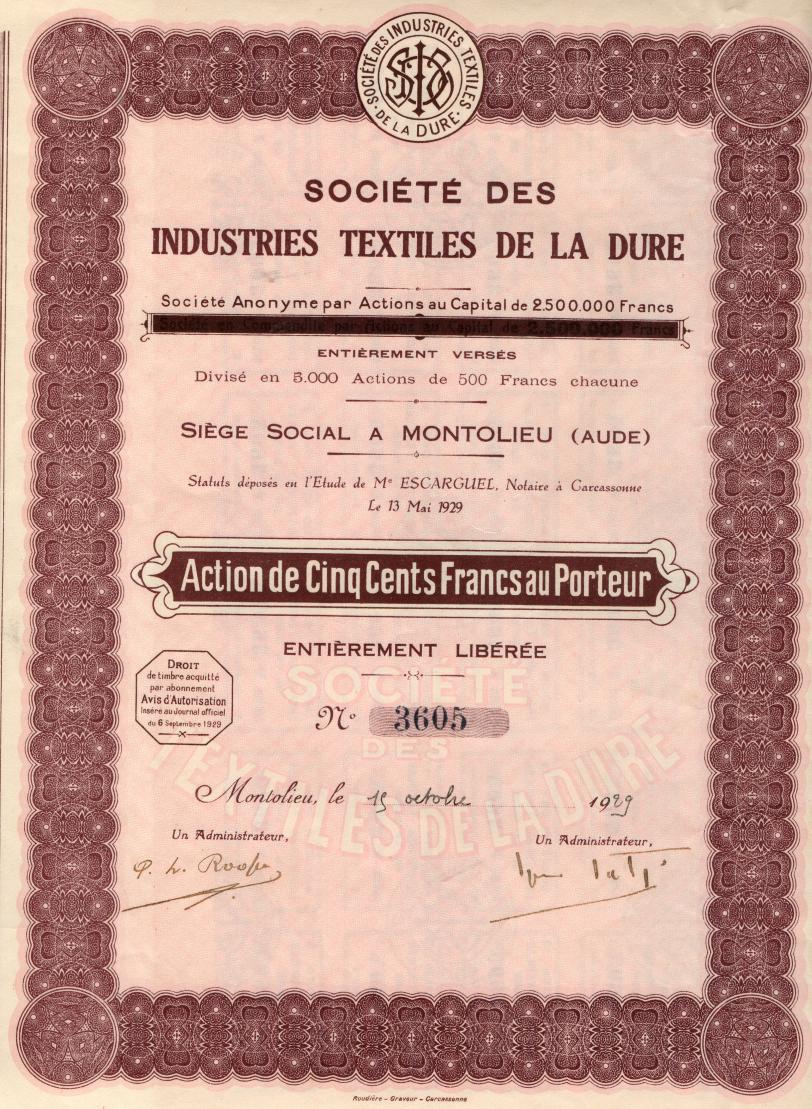 SOCIÉTÉ DES INDUSTRIES TEXTILES
· DE LA DURE ·
SOCIÉTÉ DES
INDUSTRIES TEXTILES DE LA DURE
Société Anonyme par Actions au Capital de 2.500.000 Francs
Société en Commandite par Actions au Capital de 2.500.000 Francs
ENTIÈREMENT VERSÉS
Divisé en 5.000 Actions de 500 Francs chacune
SIÈGE SOCIAL A MONTOLIEU (AUDE)
Statuts déposés en l'Etude de Me ESCARGUEL, Notaire à Carcassonne
Le 13 Mai 1929
Action de Cinq Cents Francs au Porteur
ENTIÈREMENT LIBÉRÉE
DROIT
de timbre acquitté
par abonnement
Avis d'Autorisation
Inséré au Journal officiel
du 6 Septembre 1929
SOCIÉTÉ
No 3605
DES
TEXTILES DE LA DURE
Montolieu, le 15 octobre 1929
Un Administrateur,
Un Administrateur,
Roudière - Graveur - Carcassonne